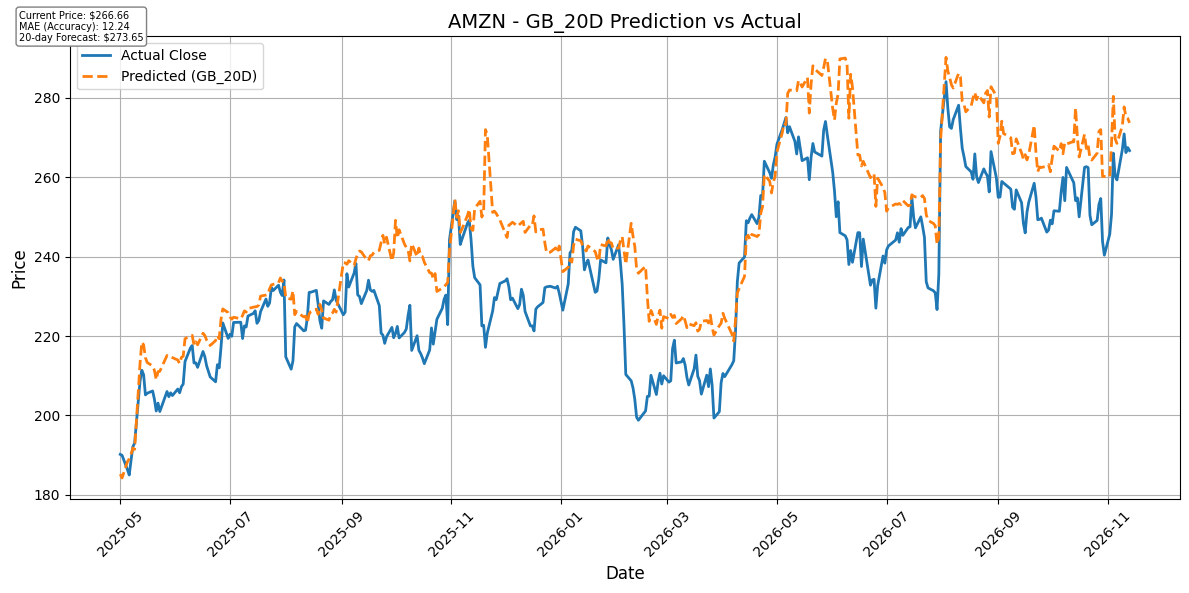 AMZN - GB_20D Prediction vs Actual
Current Price: $266.66
MAE (Accuracy): 12.24
20-day Forecast: $273.65
Actual Close
Predicted (GB_20D)
Price
280
260
240
220
200
180
2025-05
2025-07
2025-09
2025-11
2026-01
2026-03
2026-05
2026-07
2026-09
2026-11
Date